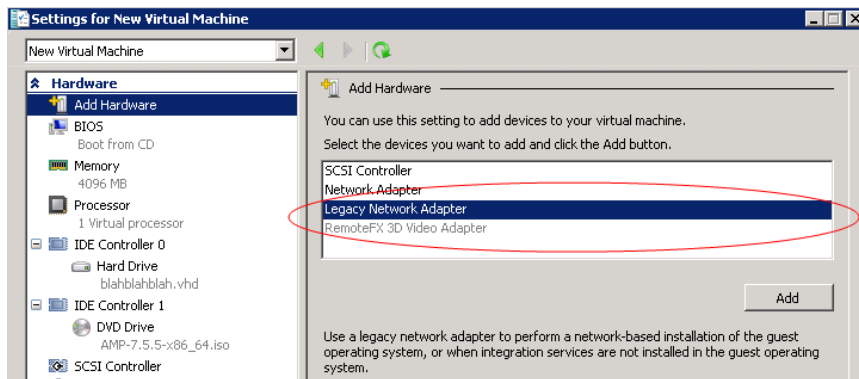 Settings for New Virtual Machine
New Virtual Machine
Hardware
Add Hardware
BIOS
Boot from CD
Memory
4096 MB
Processor
1 Virtual processor
IDE Controller 0
Hard Drive
blahblahblah.vhd
IDE Controller 1
DVD Drive
AMP-7.5.5-x86_64.iso
SCSI Controller
Add Hardware
You can use this setting to add devices to your virtual machine.
Select the devices you want to add and click the Add button.
SCSI Controller
Network Adapter
Legacy Network Adapter
RemoteFX 3D Video Adapter
Add
Use a legacy network adapter to perform a network-based installation of the guest
operating system, or when integration services are not installed in the guest operating
system.